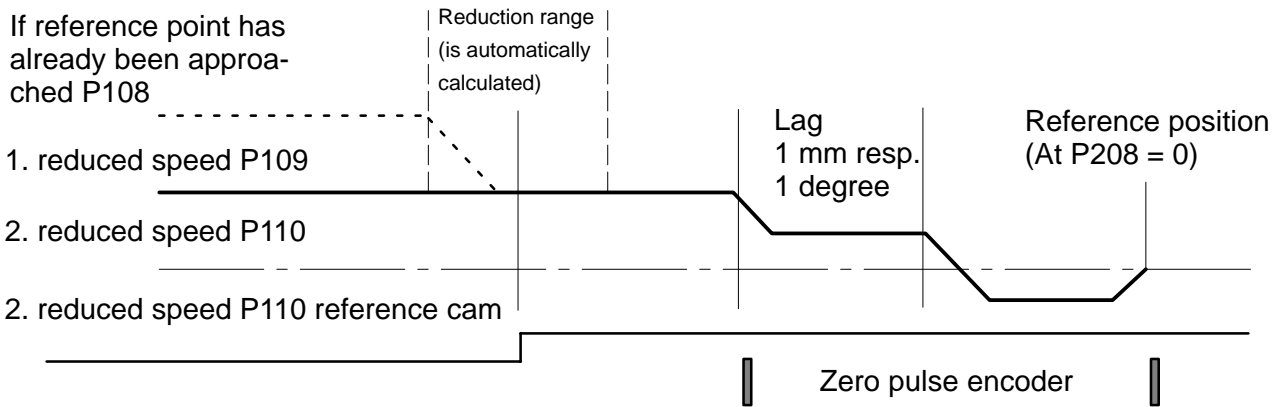 If reference point has
already been approa-
ched P108
Reduction range
(is automatically
calculated)
1. reduced speed P109
Lag
1 mm resp.
1 degree
Reference position
(At P208 = 0)
2. reduced speed P110
2. reduced speed P110 reference cam
Zero pulse encoder